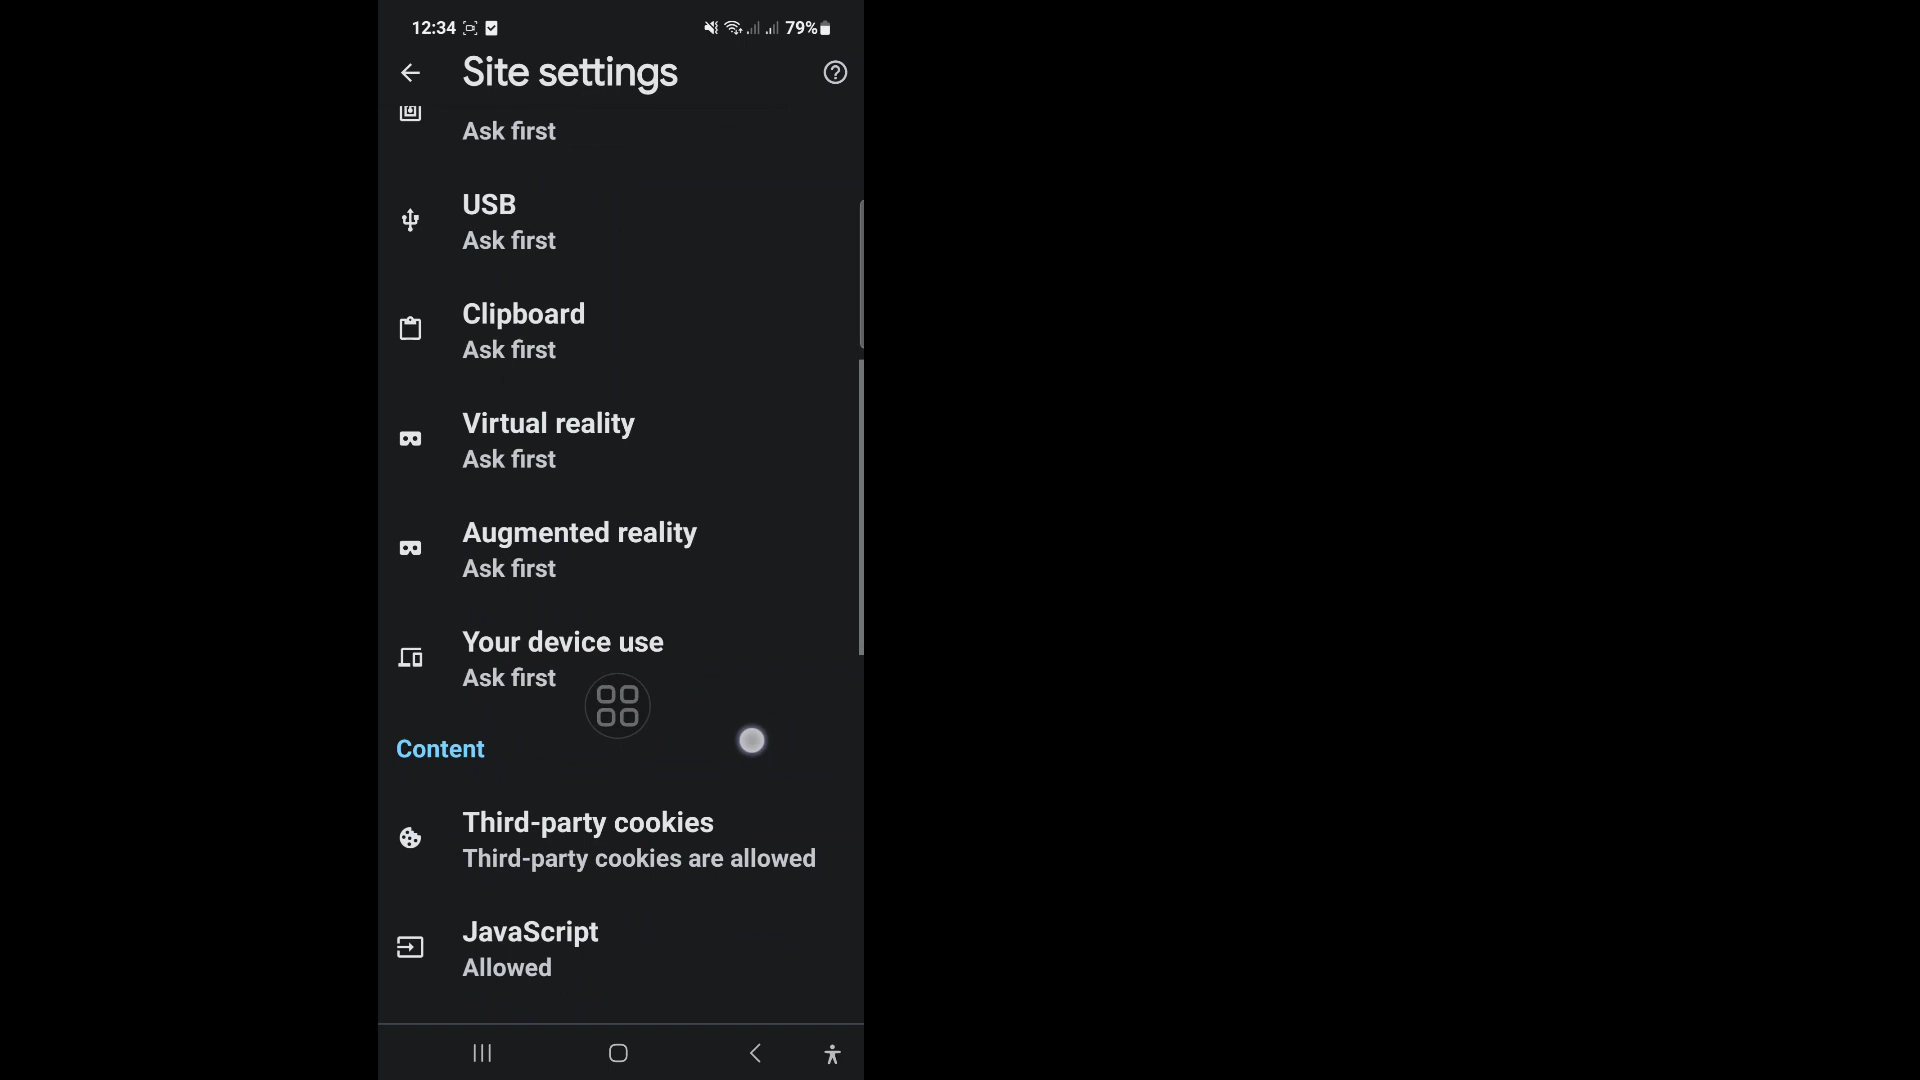 12:34
79%
Site settings
Ask first
USB
Ask first
Clipboard
Ask first
Virtual reality
Ask first
Augmented reality
Ask first
Your device use
Ask first
Content
Third-party cookies
Third-party cookies are allowed
JavaScript
Allowed